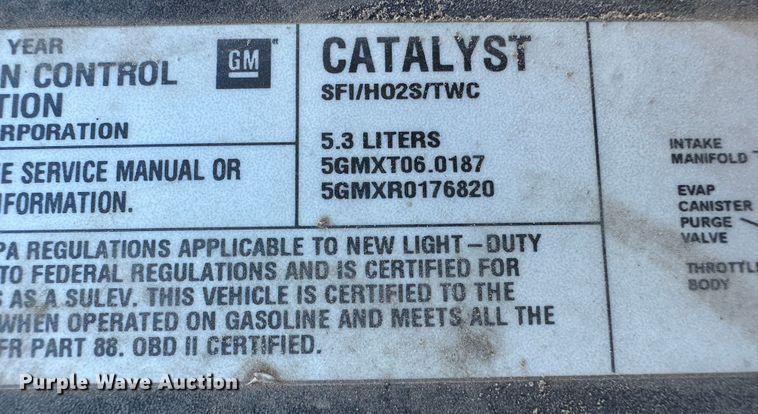 YEAR
N CONTROL
TION
RPORATION
GM
E SERVICE MANUAL OR
FORMATION.
CATALYST
SFI/HO2S/TWC
5.3 LITERS
5GMXT06.0187
5GMXR0176820
PA REGULATIONS APPLICABLE TO NEW LIGHT-DUTY
TO FEDERAL REGULATIONS AND IS CERTIFIED FOR
S AS A SULEV. THIS VEHICLE IS CERTIFIED TO THE
WHEN OPERATED ON GASOLINE AND MEETS ALL THE
FR PART 88. OBD II CERTIFIED.
INTAKE
MANIFOLD
EVAP
CANISTER
PURGE
VALVE
THROTTL
BODY
Purple Wave Auction